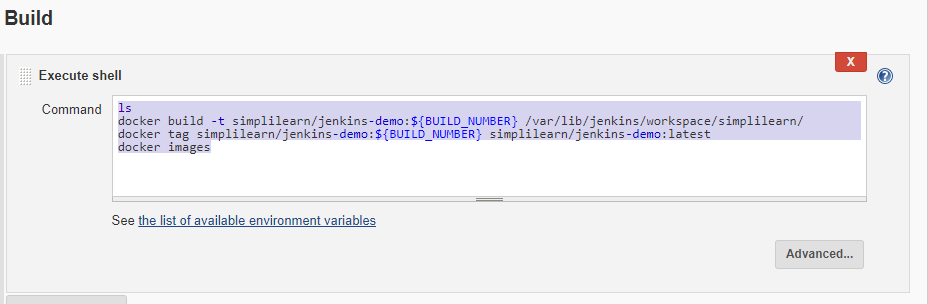 Build
X
Execute shell
?
Command
ls
docker build -t simplilearn/jenkins-demo:${BUILD_NUMBER} /var/lib/jenkins/workspace/simplilearn/
docker tag simplilearn/jenkins-demo:${BUILD_NUMBER} simplilearn/jenkins-demo:latest
docker images
See the list of available environment variables
Advanced...